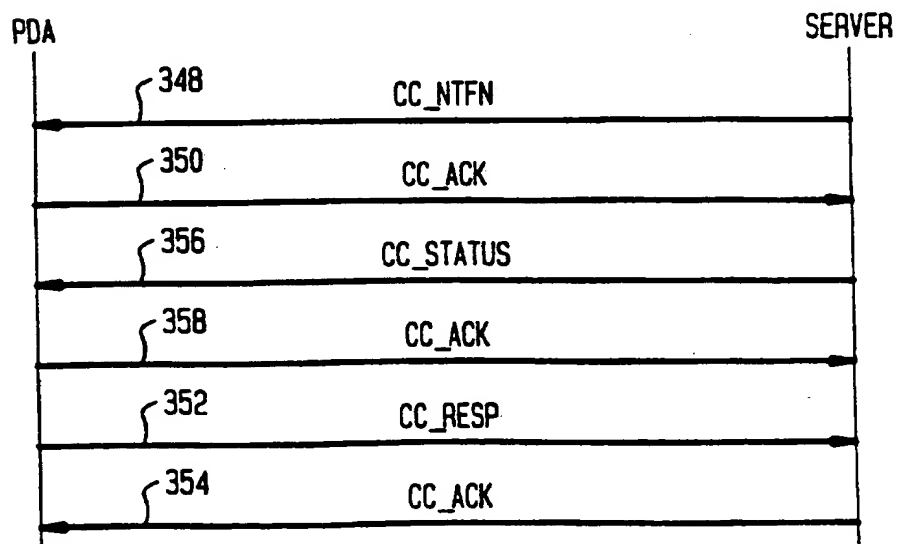 PDA
SERVER
348
CC_NTFN
350
CC_ACK
356
CC_STATUS
358
CC_ACK
352
CC_RESP
354
CC_ACK